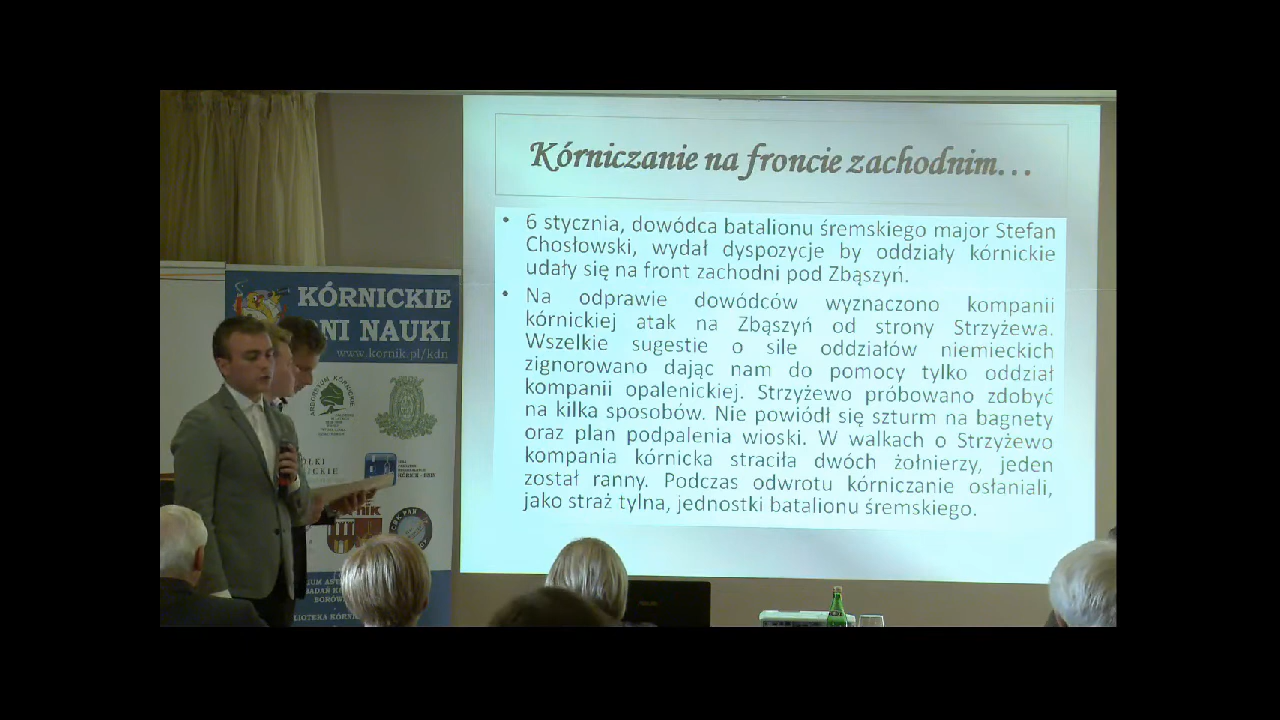 Kórniczanie na froncie zachodnim...
• 6 stycznia, dowódca batalionu śremskiego major Stefan
Chosłowski, wydał dyspozycje by oddziały kórnickie
udały się na front zachodni pod Zbąszyń.
• Na odprawie dowódców wyznaczono kompanii
kórnickiej atak na Zbąszyń od strony Strzyżewa.
Wszelkie sugestie o sile oddziałów niemieckich
zignorowano dając nam do pomocy tylko oddział
kompanii opalenickiej. Strzyżewo próbowano zdobyć
na kilka sposobów. Nie powiódł się szturm na bagnety
oraz plan podpalenia wioski. W walkach o Strzyżewo
kompania kórnicka straciła dwóch żołnierzy, jeden
został ranny. Podczas odwrotu kórniczanie osłaniali,
jako straż tylna, jednostki batalionu śremskiego.
KÓRNICKIE
NI NAUKI
www.kornik.pl/kdn
ARBORETUM KÓRNICKIE